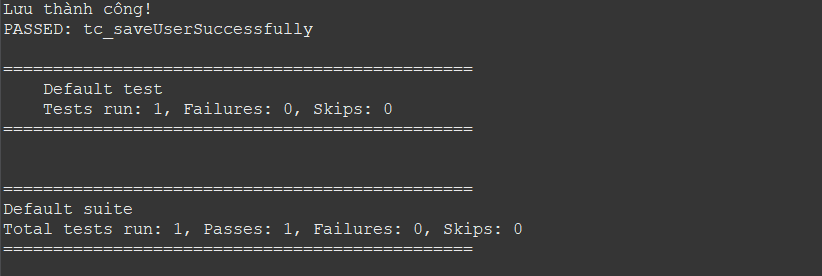 Lưu thành công!
PASSED: tc_saveUserSuccessfully
===============================================
    Default test
    Tests run: 1, Failures: 0, Skips: 0
===============================================
===============================================
Default suite
Total tests run: 1, Passes: 1, Failures: 0, Skips: 0
===============================================